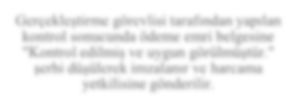 Gerçekleştirme görevlisi tarafından yapılan
kontrol sonucunda ödeme emri belgesine
"Kontrol edilmiş ve uygun görülmüştür."
şerhi düşülerek imzalanır ve harcama
yetkilisine gönderilir.